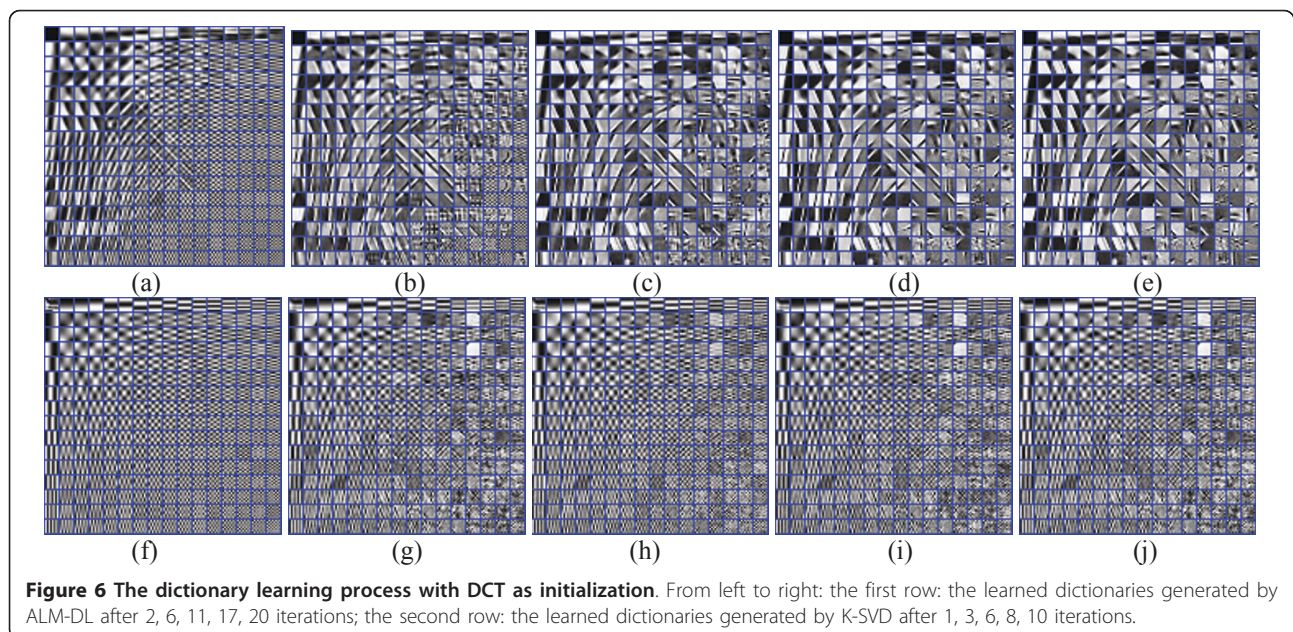 (a) (b) (c) (d) (e)
(f) (g) (h) (i) (j)
Figure 6 The dictionary learning process with DCT as initialization. From left to right: the first row: the learned dictionaries generated by
ALM-DL after 2, 6, 11, 17, 20 iterations; the second row: the learned dictionaries generated by K-SVD after 1, 3, 6, 8, 10 iterations.